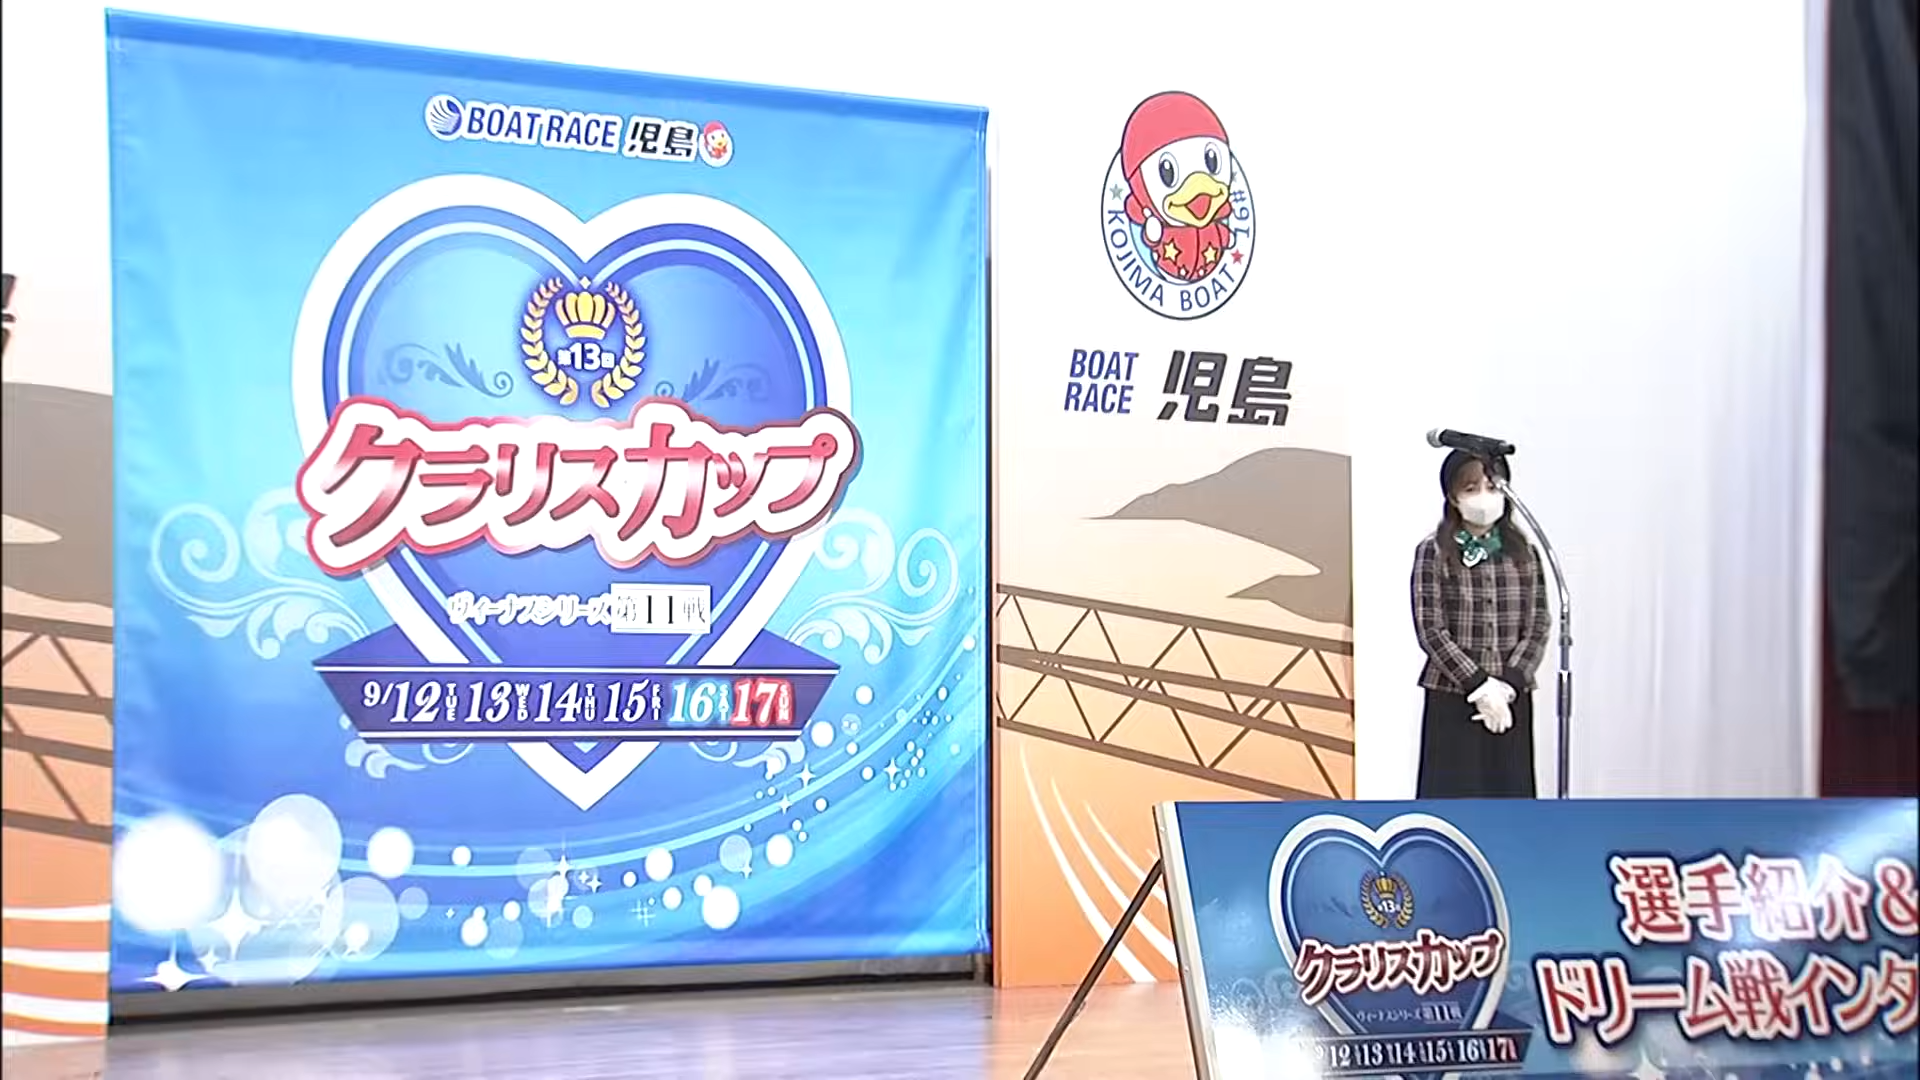 BOAT RACE 児島
第13回
クラリスカップ
ヴィーナスシリーズ第11戦
9/12 TUE 13 WED 14 THU 15 FRI 16 SAT 17 SUN
KOJIMA BOAT 16#
BOAT
RACE 児島
選手紹介&
ドリーム戦インタ
第13回
クラリスカップ
ヴィーナスシリーズ第11戦
12 13 14 15 16 17